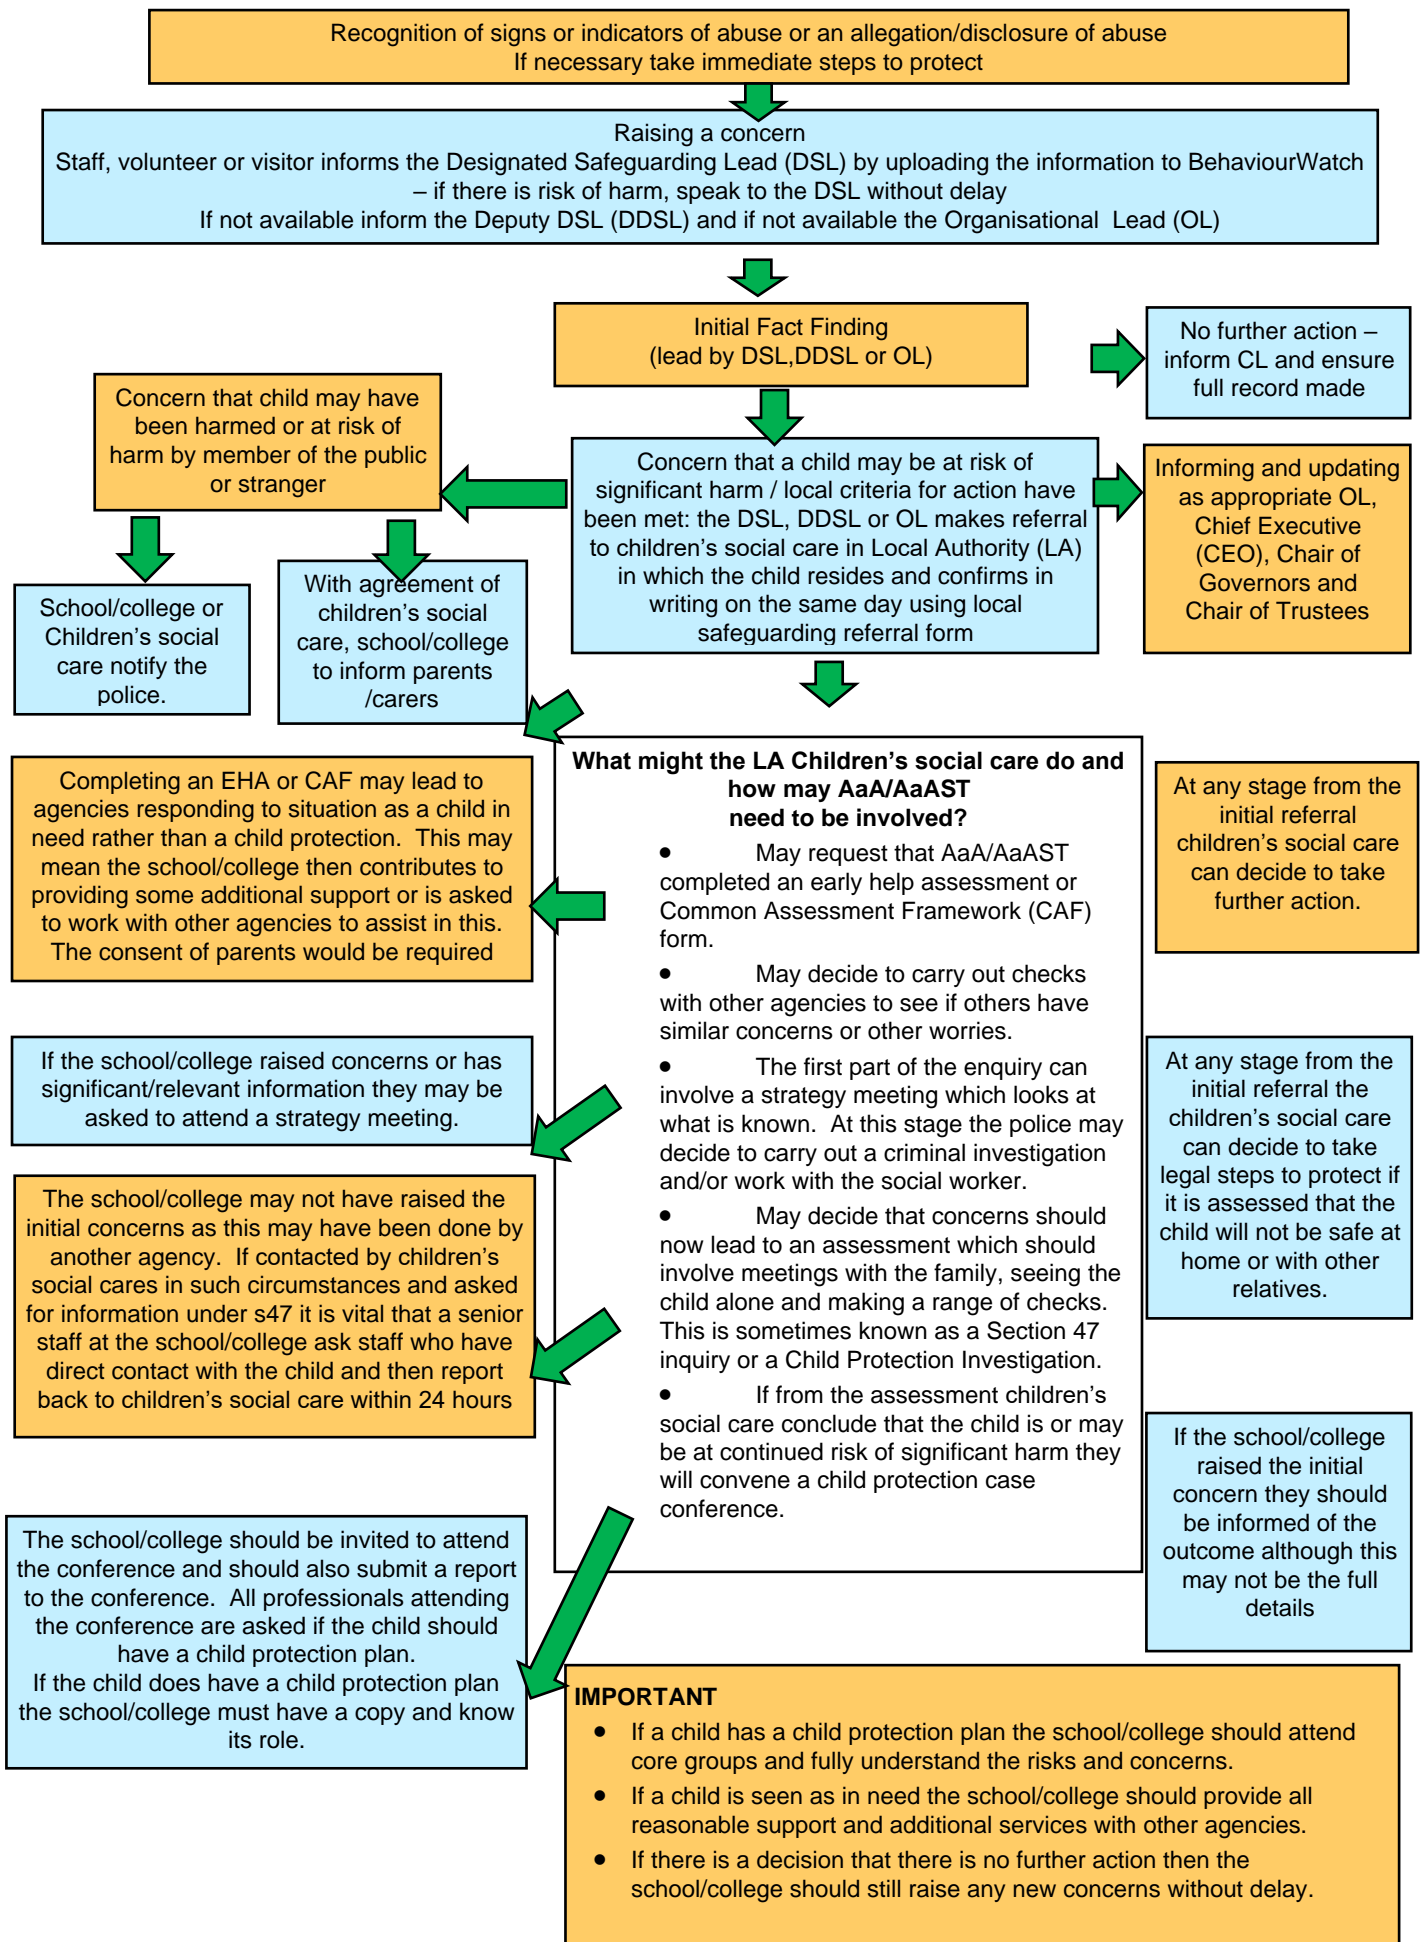 Recognition of signs or indicators of abuse or an allegation/disclosure of abuse
If necessary take immediate steps to protect
Raising a concern
Staff, volunteer or visitor informs the Designated Safeguarding Lead (DSL) by uploading the information to BehaviourWatch
– if there is risk of harm, speak to the DSL without delay
If not available inform the Deputy DSL (DDSL) and if not available the Organisational Lead (OL)
Initial Fact Finding
(lead by DSL,DDSL or OL)
No further action –
inform CL and ensure
full record made
Concern that child may have
been harmed or at risk of
harm by member of the public
or stranger
Concern that a child may be at risk of
significant harm / local criteria for action have
been met: the DSL, DDSL or OL makes referral
to children's social care in Local Authority (LA)
in which the child resides and confirms in
writing on the same day using local
safeguarding referral form
Informing and updating
as appropriate OL,
Chief Executive
(CEO), Chair of
Governors and
Chair of Trustees
School/college or
Children's social
care notify the
police.
With agreement of
children's social
care, school/college
to inform parents
/carers
What might the LA Children's social care do and
how may AaA/AaAST
need to be involved?
• May request that AaA/AaAST
completed an early help assessment or
Common Assessment Framework (CAF)
form.
• May decide to carry out checks
with other agencies to see if others have
similar concerns or other worries.
• The first part of the enquiry can
involve a strategy meeting which looks at
what is known. At this stage the police may
decide to carry out a criminal investigation
and/or work with the social worker.
• May decide that concerns should
now lead to an assessment which should
involve meetings with the family, seeing the
child alone and making a range of checks.
This is sometimes known as a Section 47
inquiry or a Child Protection Investigation.
• If from the assessment children's
social care conclude that the child is or may
be at continued risk of significant harm they
will convene a child protection case
conference.
Completing an EHA or CAF may lead to
agencies responding to situation as a child in
need rather than a child protection. This may
mean the school/college then contributes to
providing some additional support or is asked
to work with other agencies to assist in this.
The consent of parents would be required
At any stage from the
initial referral
children's social care
can decide to take
further action.
If the school/college raised concerns or has
significant/relevant information they may be
asked to attend a strategy meeting.
At any stage from the
initial referral the
children's social care
can decide to take
legal steps to protect if
it is assessed that the
child will not be safe at
home or with other
relatives.
The school/college may not have raised the
initial concerns as this may have been done by
another agency. If contacted by children's
social cares in such circumstances and asked
for information under s47 it is vital that a senior
staff at the school/college ask staff who have
direct contact with the child and then report
back to children's social care within 24 hours
If the school/college
raised the initial
concern they should
be informed of the
outcome although this
may not be the full
details
The school/college should be invited to attend
the conference and should also submit a report
to the conference. All professionals attending
the conference are asked if the child should
have a child protection plan.
If the child does have a child protection plan
the school/college must have a copy and know
its role.
IMPORTANT
• If a child has a child protection plan the school/college should attend
core groups and fully understand the risks and concerns.
• If a child is seen as in need the school/college should provide all
reasonable support and additional services with other agencies.
• If there is a decision that there is no further action then the
school/college should still raise any new concerns without delay.